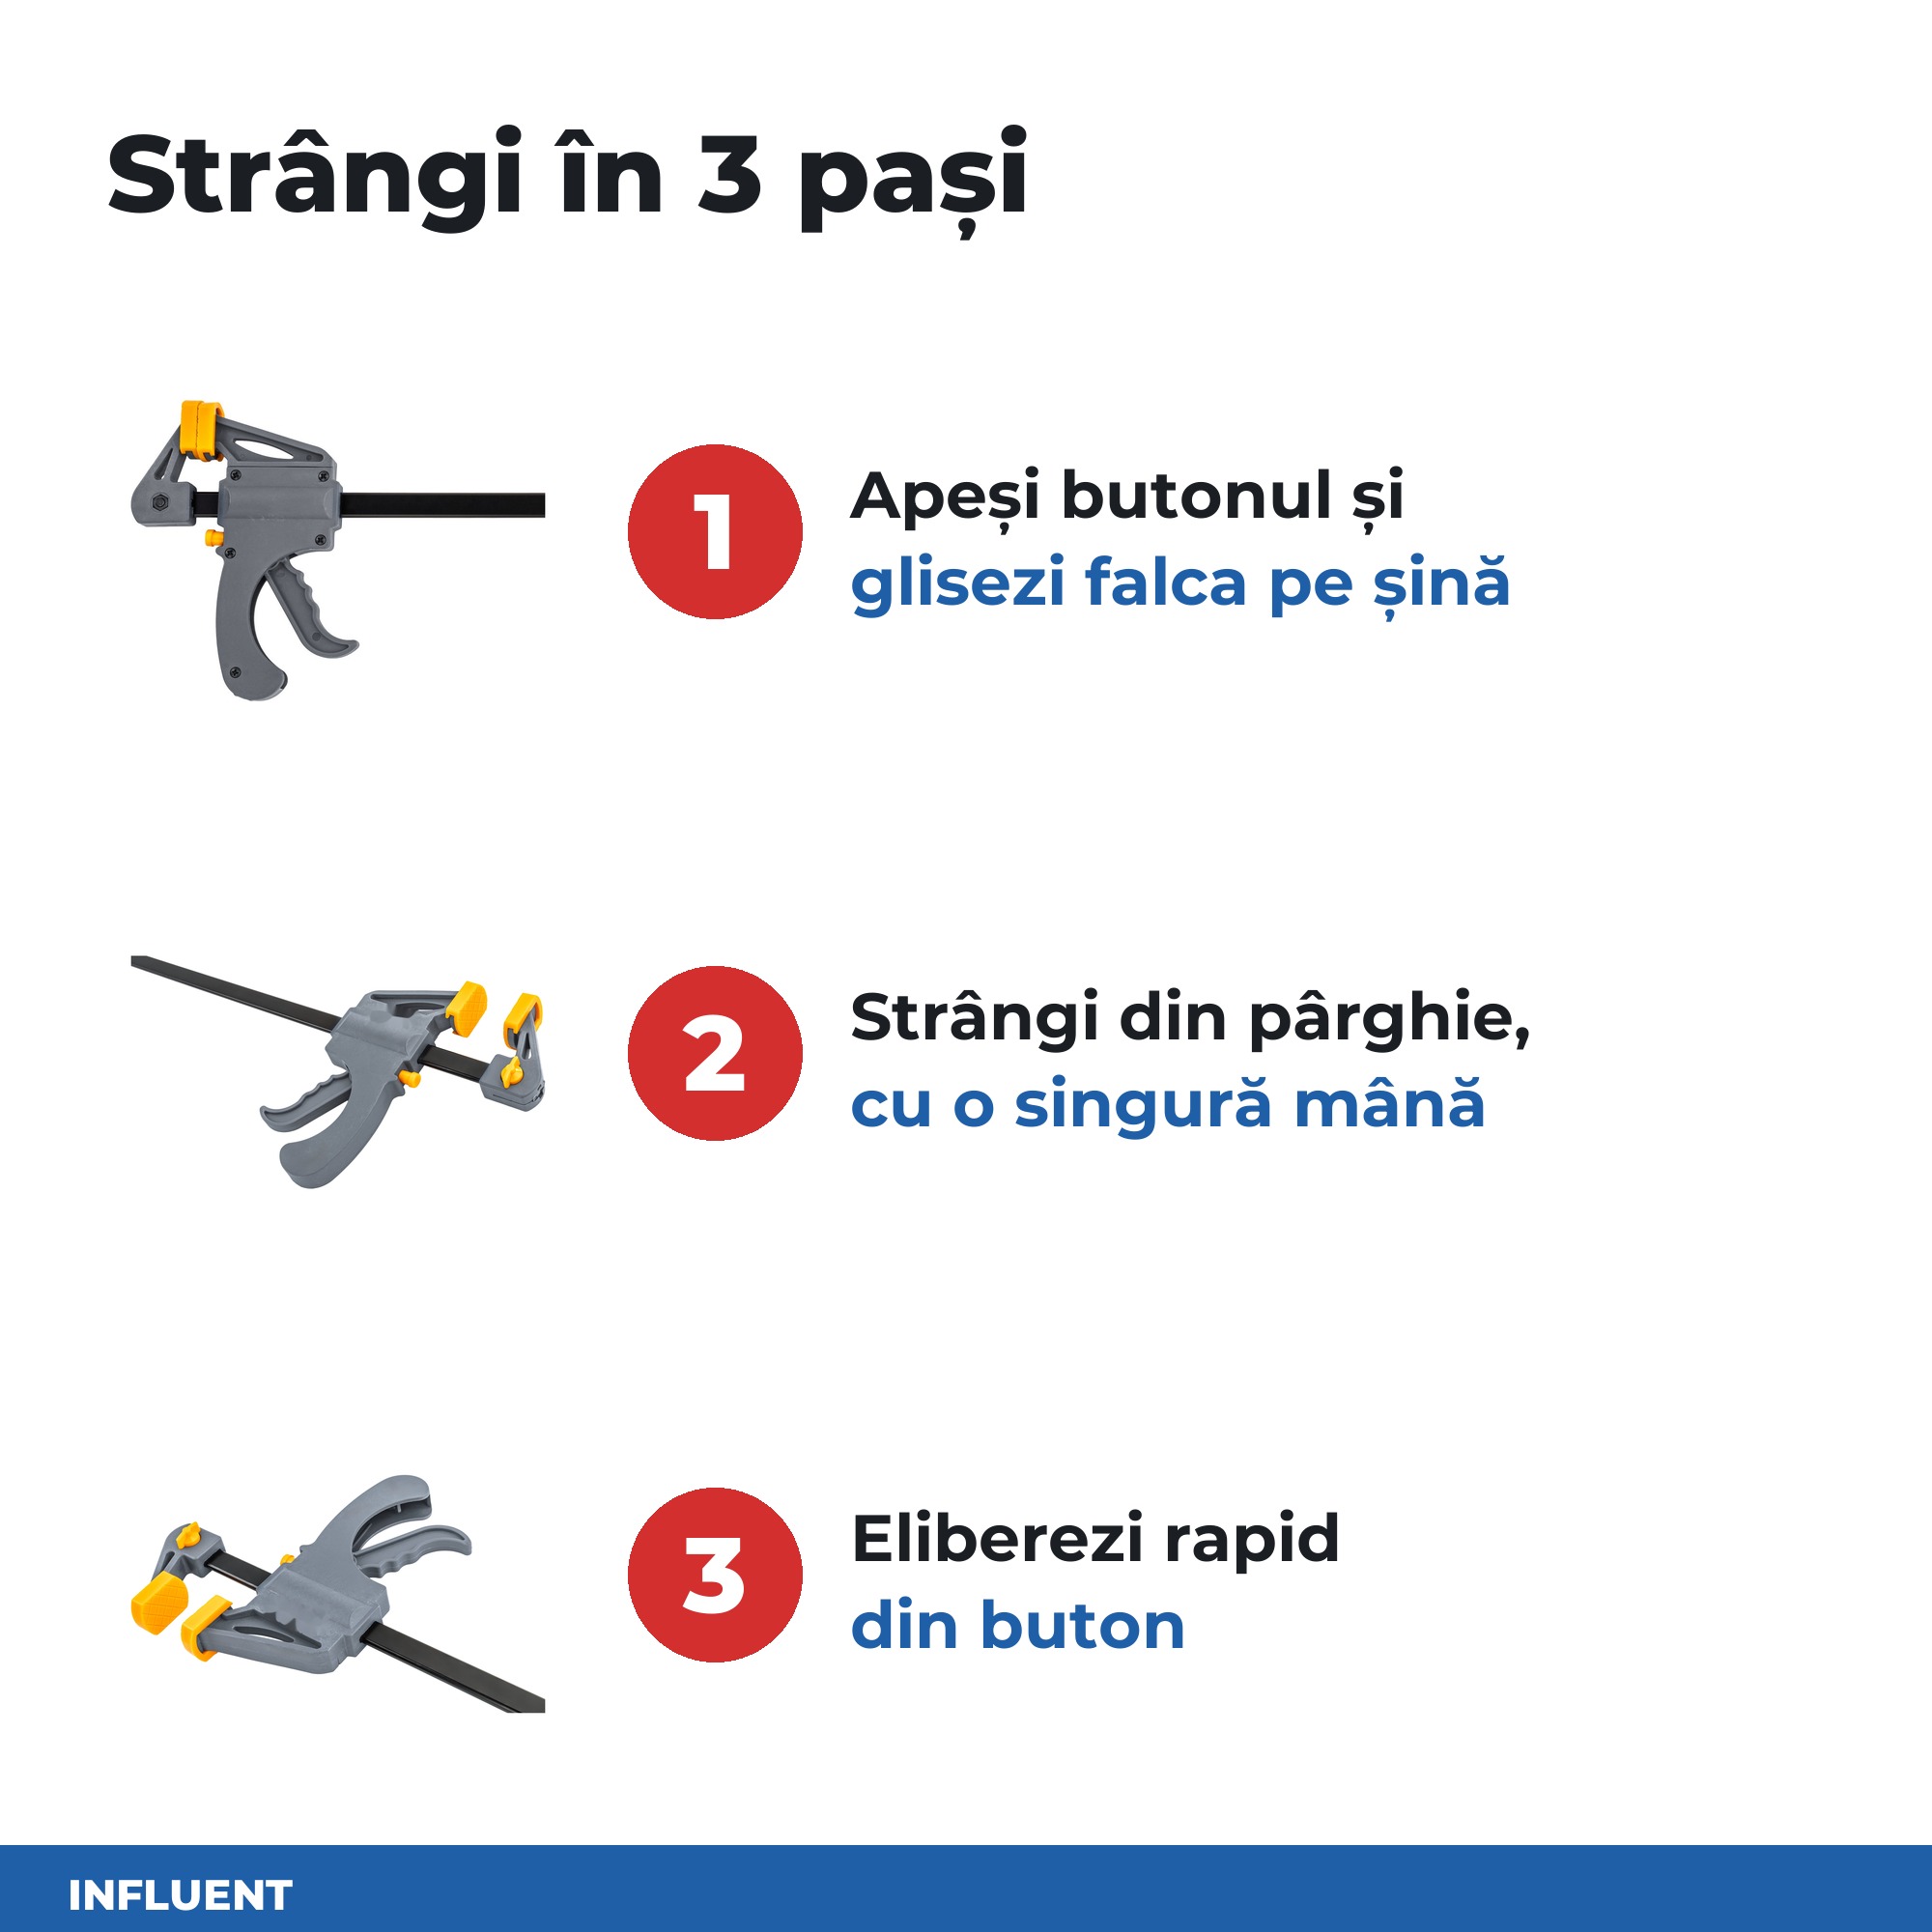 Strângi în 3 pași
1
Apeși butonul și
glisezi falca pe șină
2
Strângi din pârghie,
cu o singură mână
3
Eliberezi rapid
din buton
INFLUENT